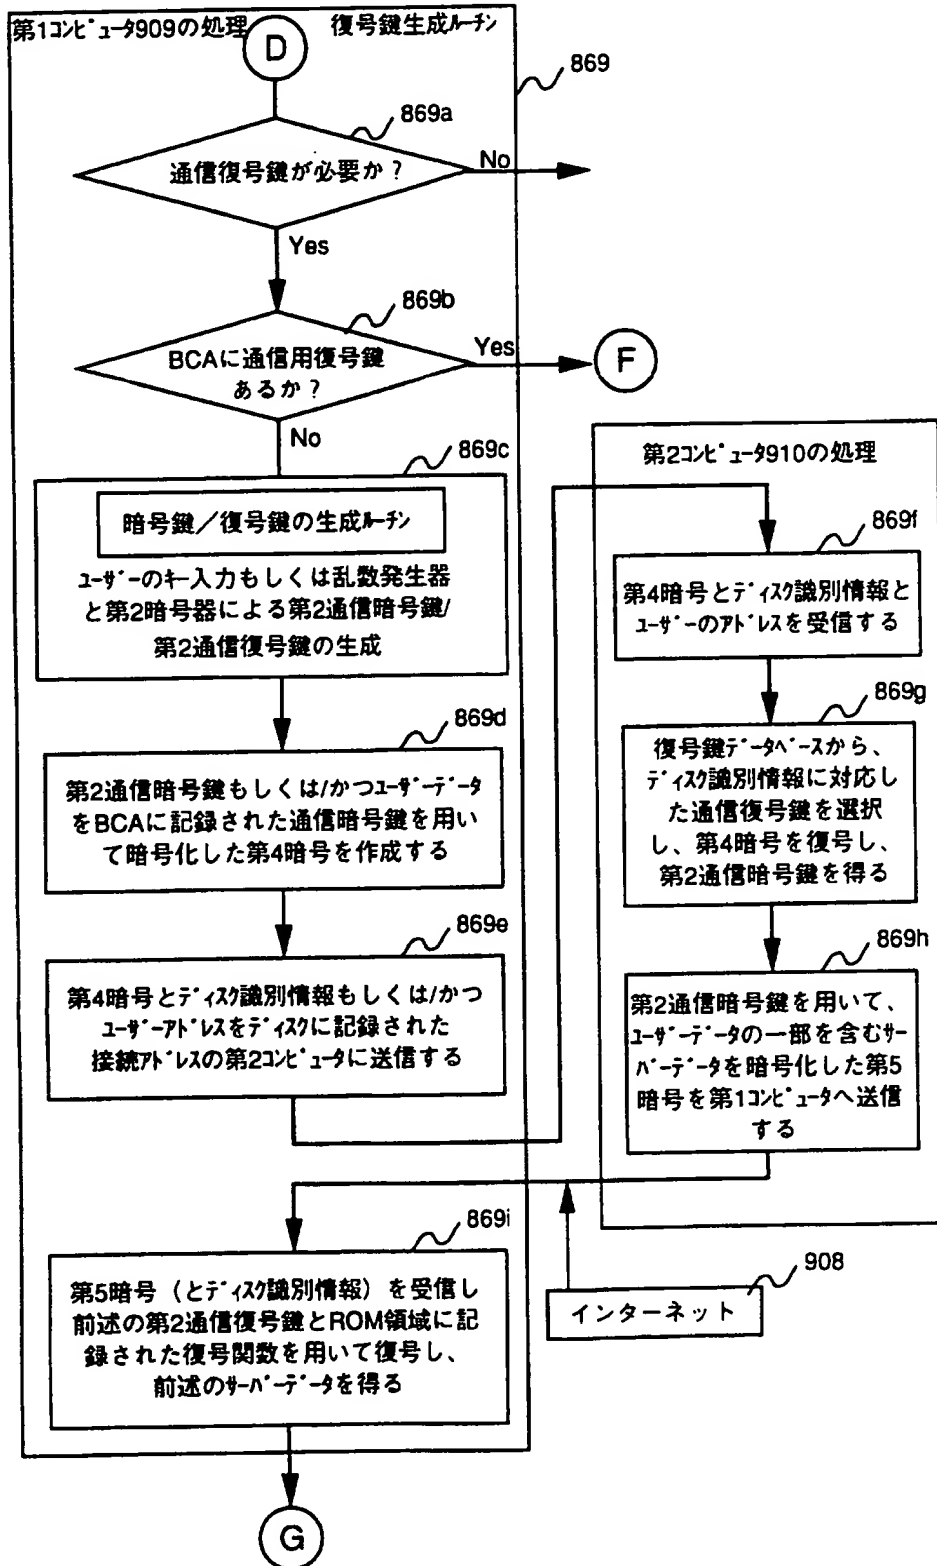 第1ｺﾝﾋﾟｭｰﾀ909の処理
復号鍵生成ﾙｰﾁﾝ
D
869
869a
通信復号鍵が必要か？
No
Yes
869b
BCAに通信用復号鍵
あるか？
Yes
F
No
869c
暗号鍵／復号鍵の生成ﾙｰﾁﾝ
ﾕｰｻﾞｰのキー入力もしくは乱数発生器
と第2暗号器による第2通信暗号鍵/
第2通信復号鍵の生成
869d
第2通信暗号鍵もしくは/かつﾕｰｻﾞｰデータ
をBCAに記録された通信暗号鍵を用い
て暗号化した第4暗号を作成する
869e
第4暗号とﾃﾞｨｽｸ識別情報もしくは/かつ
ﾕｰｻﾞｰアﾄﾞﾚｽをディスクに記録された
接続アﾄﾞﾚｽの第2コンピュータに送信する
第2ｺﾝﾋﾟｭｰﾀ910の処理
869f
第4暗号とﾃﾞｨｽｸ識別情報と
ﾕｰｻﾞｰのアﾄﾞﾚｽを受信する
869g
復号鍵ﾃﾞｰﾀﾍﾞｰｽから、
ﾃﾞｨｽｸ識別情報に対応し
た通信復号鍵を選択
し、第4暗号を復号し、
第2通信暗号鍵を得る
869h
第2通信暗号鍵を用いて、
ﾕｰｻﾞｰデータの一部を含むｻｰ
ﾊﾞｰﾃﾞｰﾀを暗号化した第5
暗号を第1ｺﾝﾋﾟｭｰﾀへ送信
する
869i
第5暗号（とﾃﾞｨｽｸ識別情報）を受信し
前述の第2通信復号鍵とROM領域に記
録された復号関数を用いて復号し、
前述のｻｰﾊﾞｰﾃﾞｰﾀを得る
908
インターネット
G